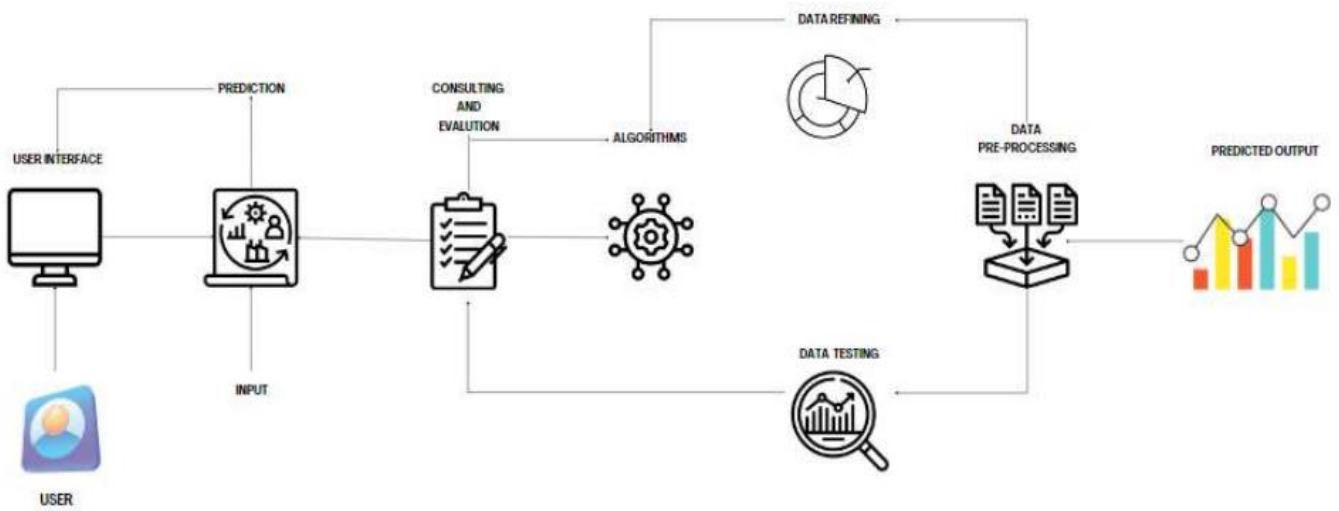 DATA REFINING
PREDICTION
CONSULTING
AND
EVALUTION
ALGORITHMS
DATA
PRE-PROCESSING
PREDICTED OUTPUT
USER INTERFACE
DATA TESTING
INPUT
USER